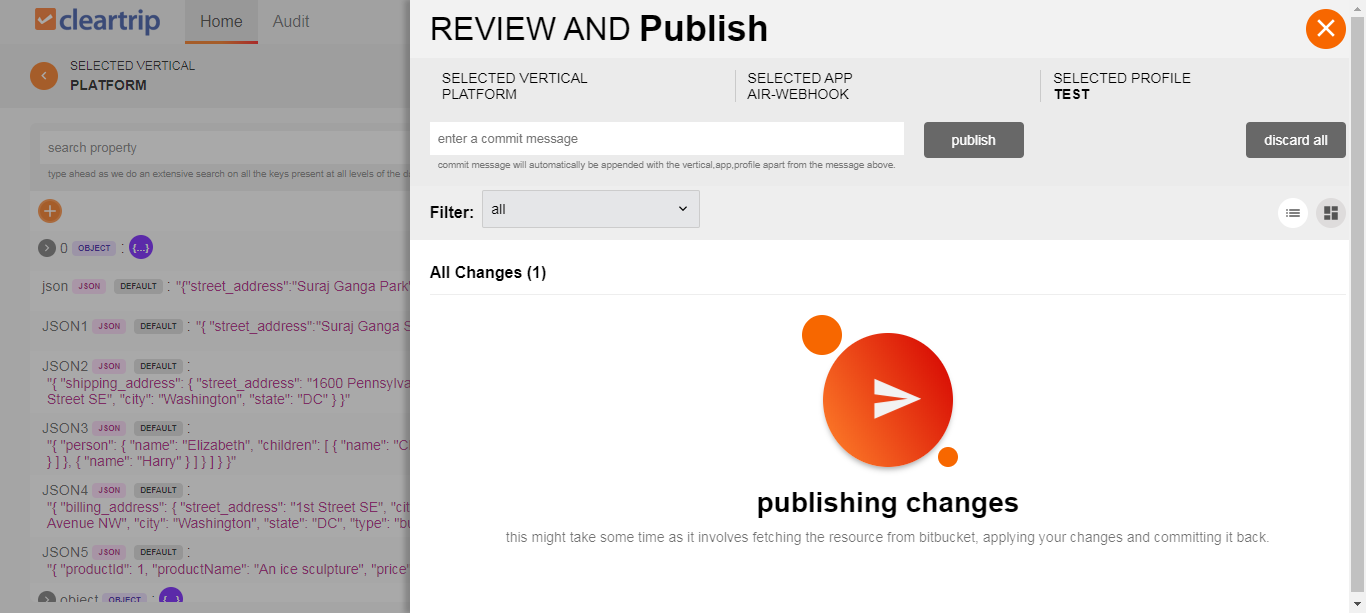 cleartrip
Home
Audit
SELECTED VERTICAL
PLATFORM
search property
type ahead as we do an extensive search on all the keys present at all levels of the
0 OBJECT : {...}
json JSON DEFAULT : "{"street_address":"Suraj Ganga Park"
JSON1 JSON DEFAULT : "{ "street_address":"Suraj Ganga
JSON2 JSON DEFAULT :
"{ "shipping_address": { "street_address": "1600
Street SE", "city": "Washington", "state": "DC" } }"
JSON3 JSON DEFAULT :
"{ "person": { "name": "Elizabeth", "children": [ { "name":
} ] }, { "name": "Harry" } ] } ] } }"
JSON4 JSON DEFAULT :
"{ "billing_address": { "street_address": "1st Street SE",
Avenue NW", "city": "Washington", "state": "DC", "type":
JSON5 JSON DEFAULT :
"{ "productId": 1, "productName": "An ice sculpture", "price"
object OBJECT : {...}
REVIEW AND Publish
SELECTED VERTICAL
PLATFORM
SELECTED APP
AIR-WEBHOOK
SELECTED PROFILE
TEST
enter a commit message
publish
discard all
commit message will automatically be appended with the vertical,app,profile apart from the message above.
Filter: all
All Changes (1)
publishing changes
this might take some time as it involves fetching the resource from bitbucket, applying your changes and committing it back.